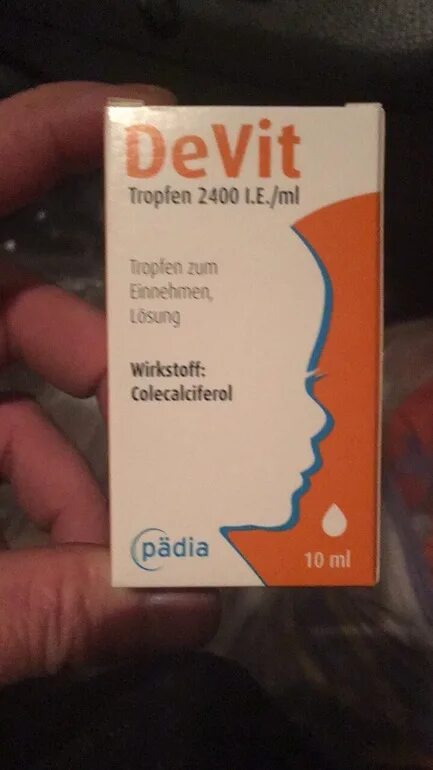 DeVit
Tropfen 2400 I.E./ml
Tropfen zum
Einnehmen,
Lösung
Wirkstoff:
Colecalciferol
pädia
10 ml